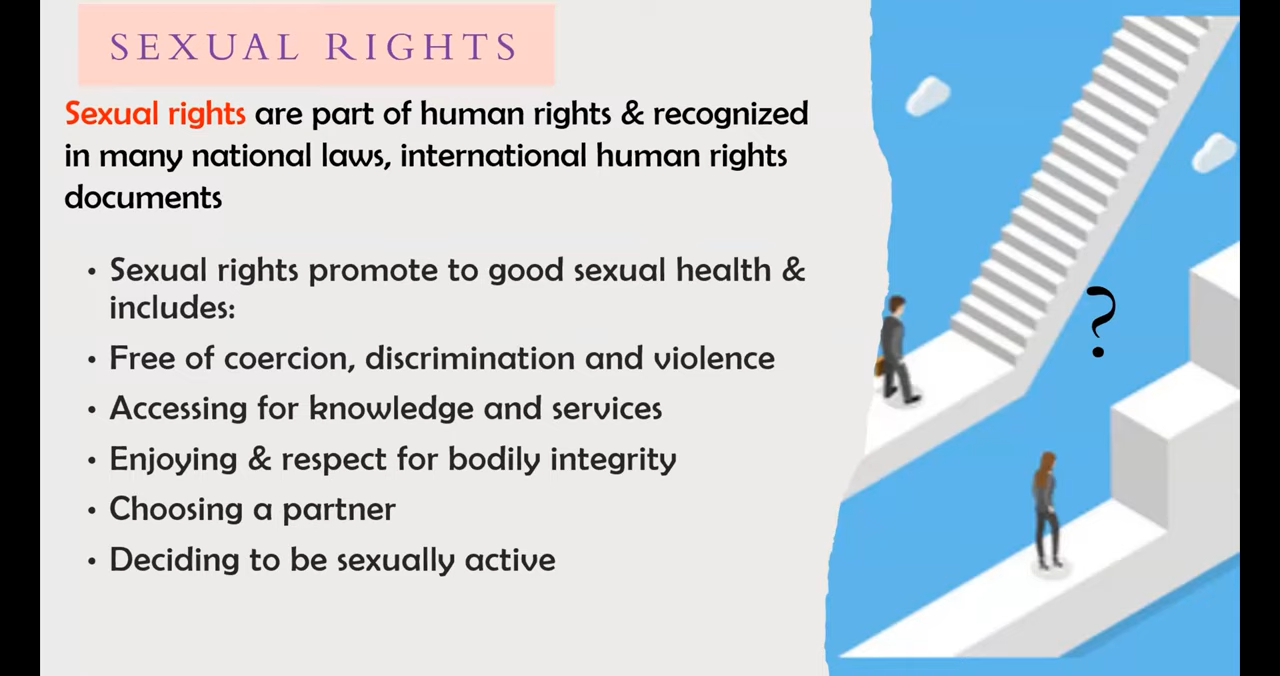 SEXUAL RIGHTS
Sexual rights are part of human rights & recognized
in many national laws, international human rights
documents
• Sexual rights promote to good sexual health &
includes:
• Free of coercion, discrimination and violence
• Accessing for knowledge and services
• Enjoying & respect for bodily integrity
• Choosing a partner
• Deciding to be sexually active
?